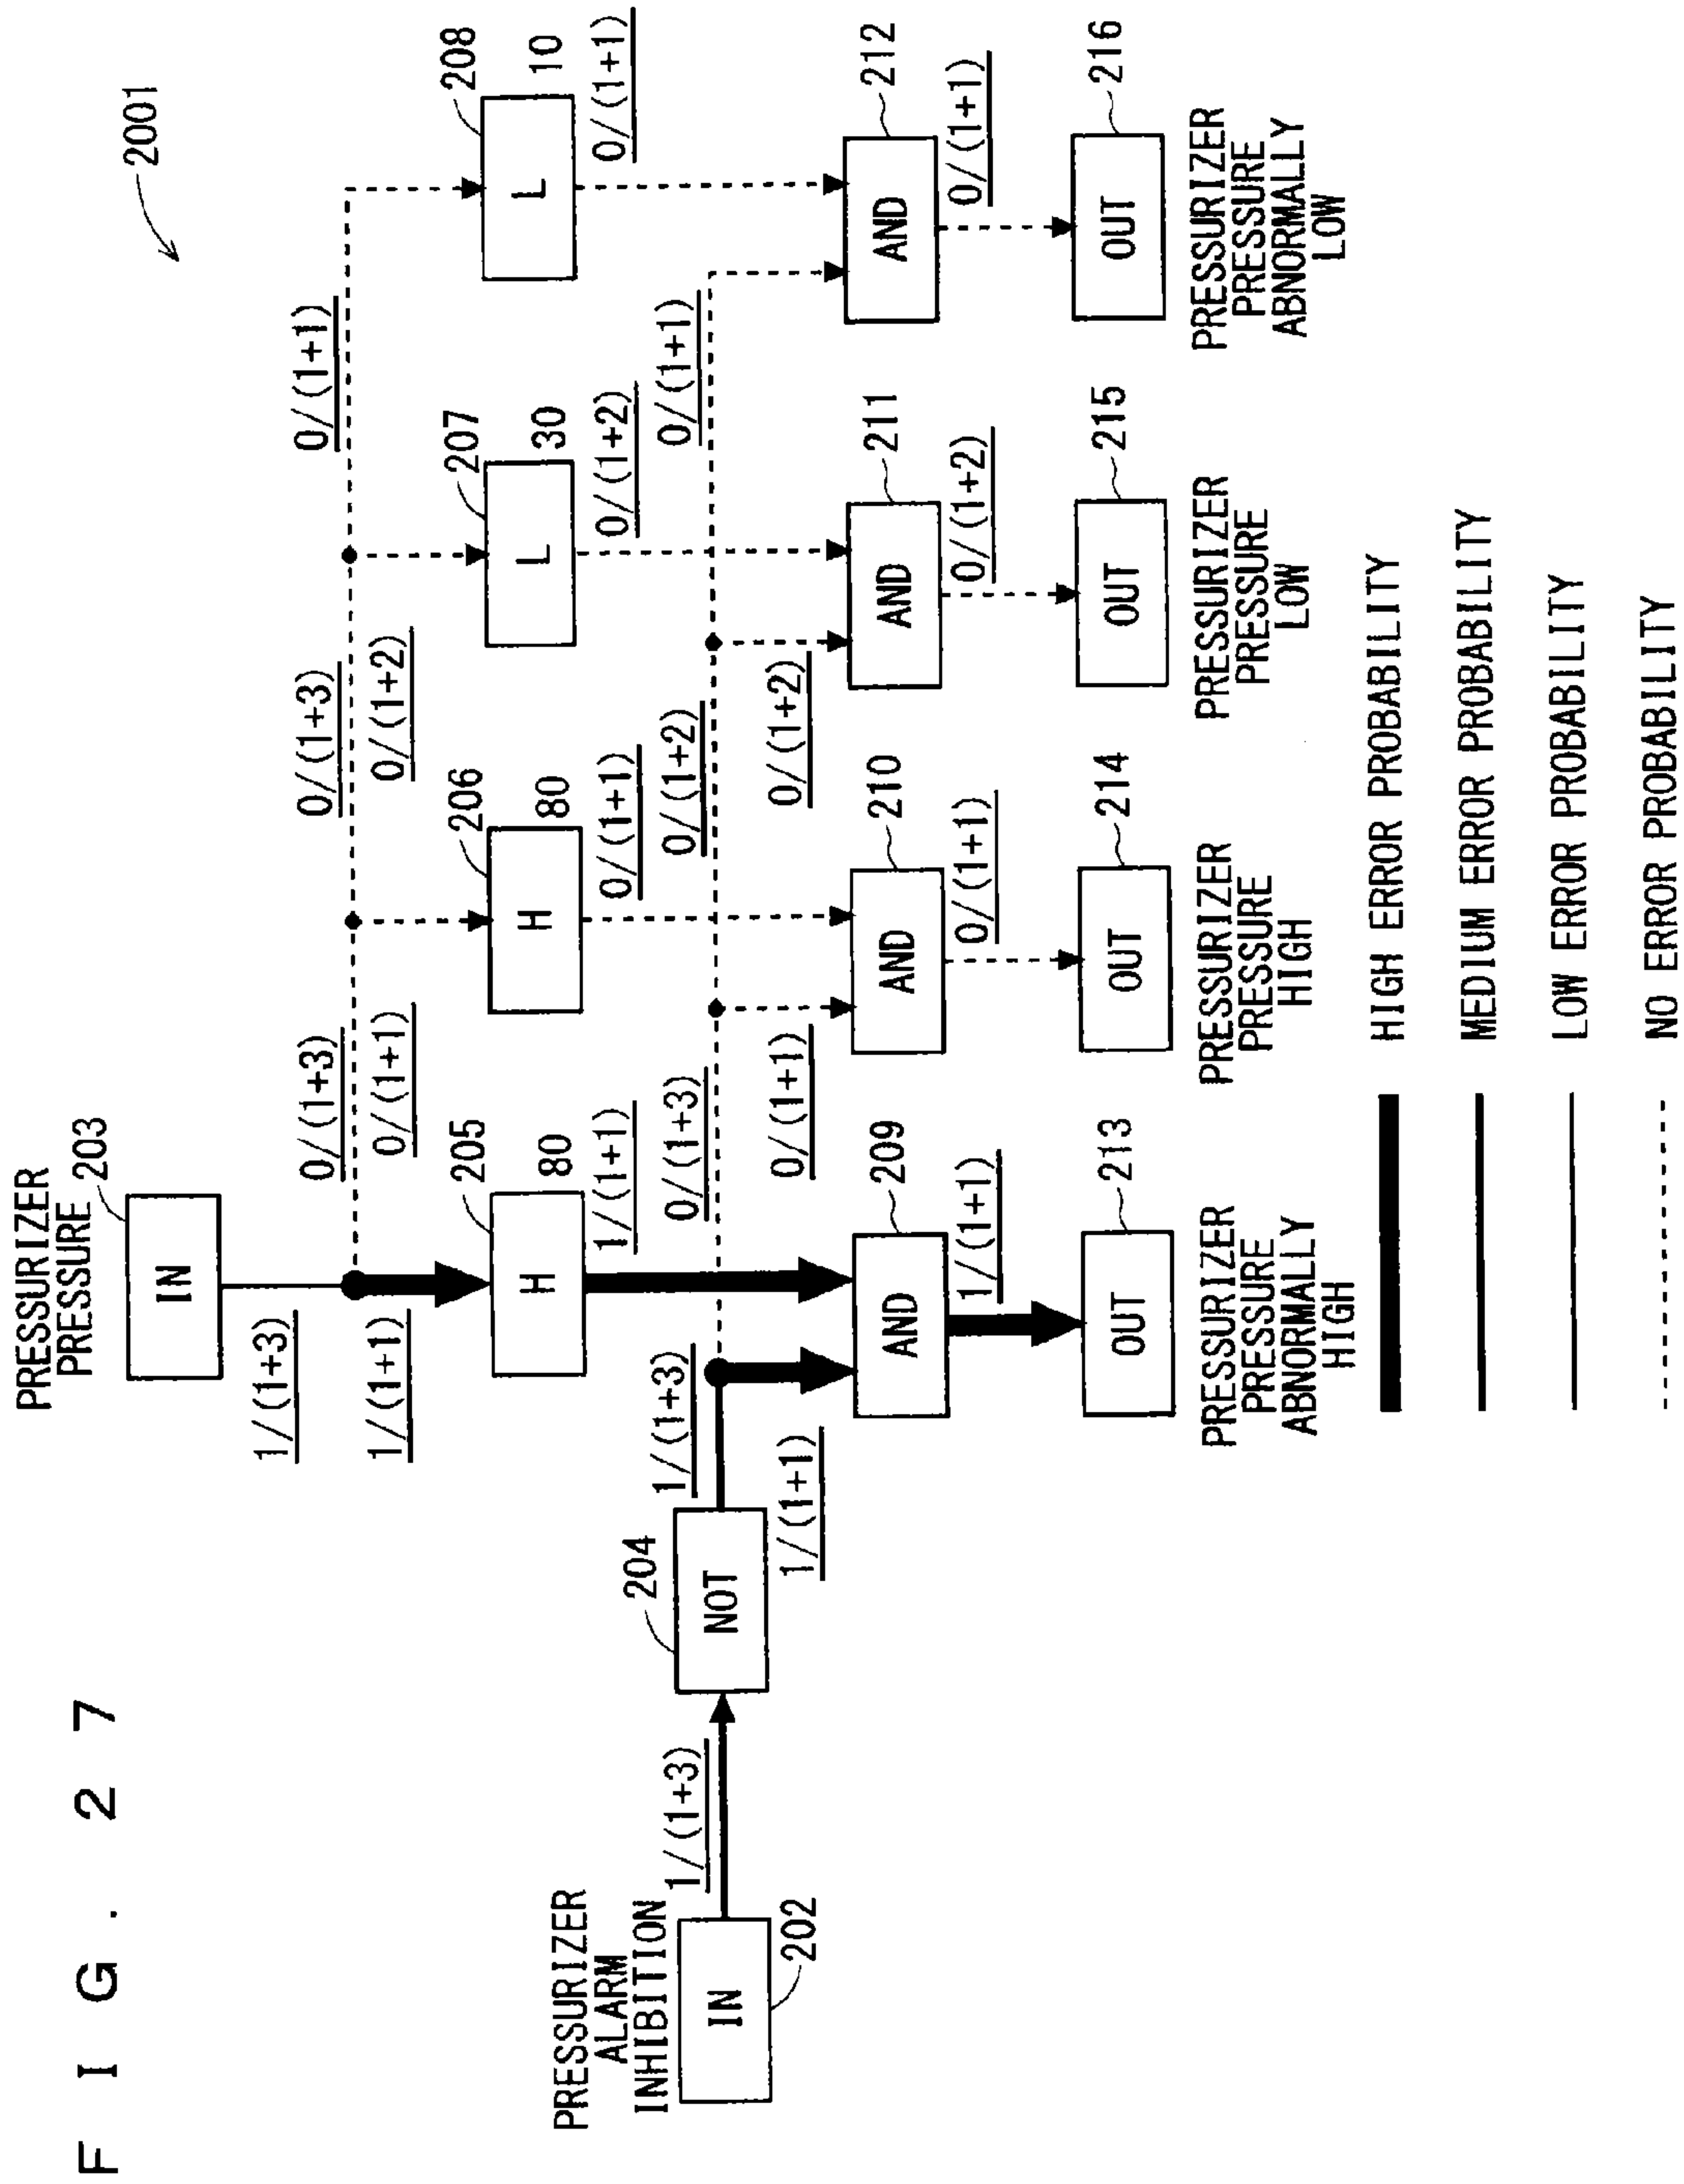 FIG. 27
2001
PRESSURIZER
PRESSURE
203
IN
1/(1+3)
1/(1+1)
0/(1+3)
0/(1+1)
0/(1+3)
0/(1+2)
0/(1+1)
205
H
80
1/(1+1)
206
H
80
0/(1+1)
207
L
30
0/(1+2)
208
L
10
0/(1+1)
PRESSURIZER
ALARM
INHIBITION
IN
202
1/(1+3)
204
NOT
1/(1+3)
1/(1+1)
0/(1+3)
0/(1+1)
0/(1+2)
0/(1+2)
0/(1+1)
209
AND
1/(1+1)
210
AND
0/(1+1)
211
AND
0/(1+2)
212
AND
0/(1+1)
213
OUT
214
OUT
215
OUT
216
OUT
PRESSURIZER
PRESSURE
ABNORMALLY
HIGH
PRESSURIZER
PRESSURE
HIGH
PRESSURIZER
PRESSURE
LOW
PRESSURIZER
PRESSURE
ABNORMALLY
LOW
HIGH ERROR PROBABILITY
MEDIUM ERROR PROBABILITY
LOW ERROR PROBABILITY
NO ERROR PROBABILITY